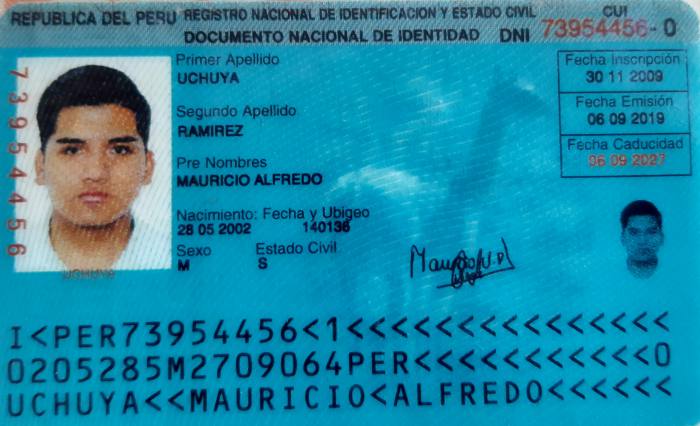 REPUBLICA DEL PERU REGISTRO NACIONAL DE IDENTIFICACION Y ESTADO CIVIL
DOCUMENTO NACIONAL DE IDENTIDAD DNI
CUI
73954456-0
73954456
Primer Apellido
UCHUYA
Segundo Apellido
RAMIREZ
Pre Nombres
MAURICIO ALFREDO
Nacimiento: Fecha y Ubigeo
28 05 2002 140136
Sexo Estado Civil
M S
Fecha Inscripción
30 11 2009
Fecha Emisión
06 09 2019
Fecha Caducidad
06 09 2027
UCHUYA
I<PER73954456<1<<<<<<<<<<<<<<<
0205285M2709064PER<<<<<<<<<<<0
UCHUYA<<MAURICIO<ALFREDO<<<<<<